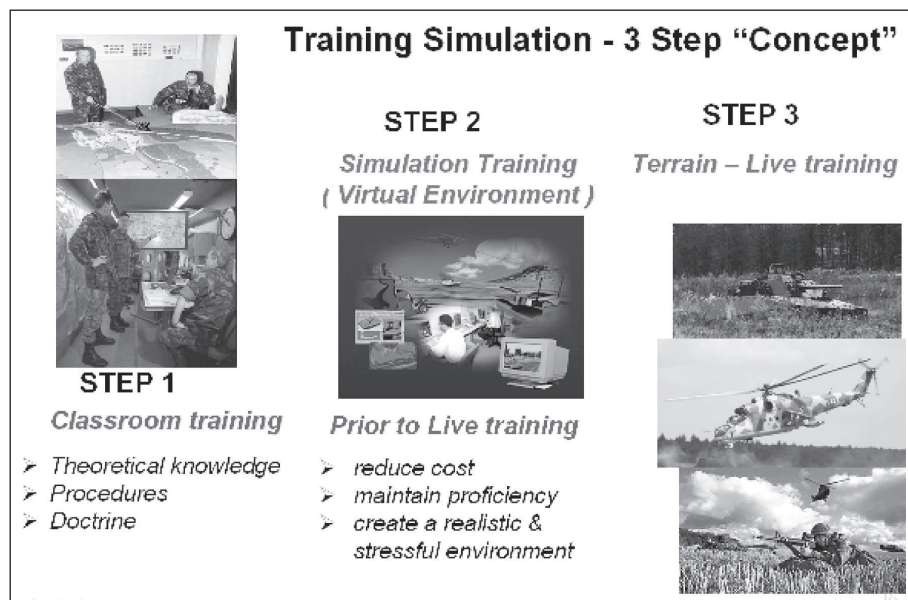 Training Simulation - 3 Step “Concept”
STEP 1
Classroom training
➢ Theoretical knowledge
➢ Procedures
➢ Doctrine
STEP 2
Simulation Training
( Virtual Environment )
Prior to Live training
➢ reduce cost
➢ maintain proficiency
➢ create a realistic &
stressful environment
STEP 3
Terrain – Live training